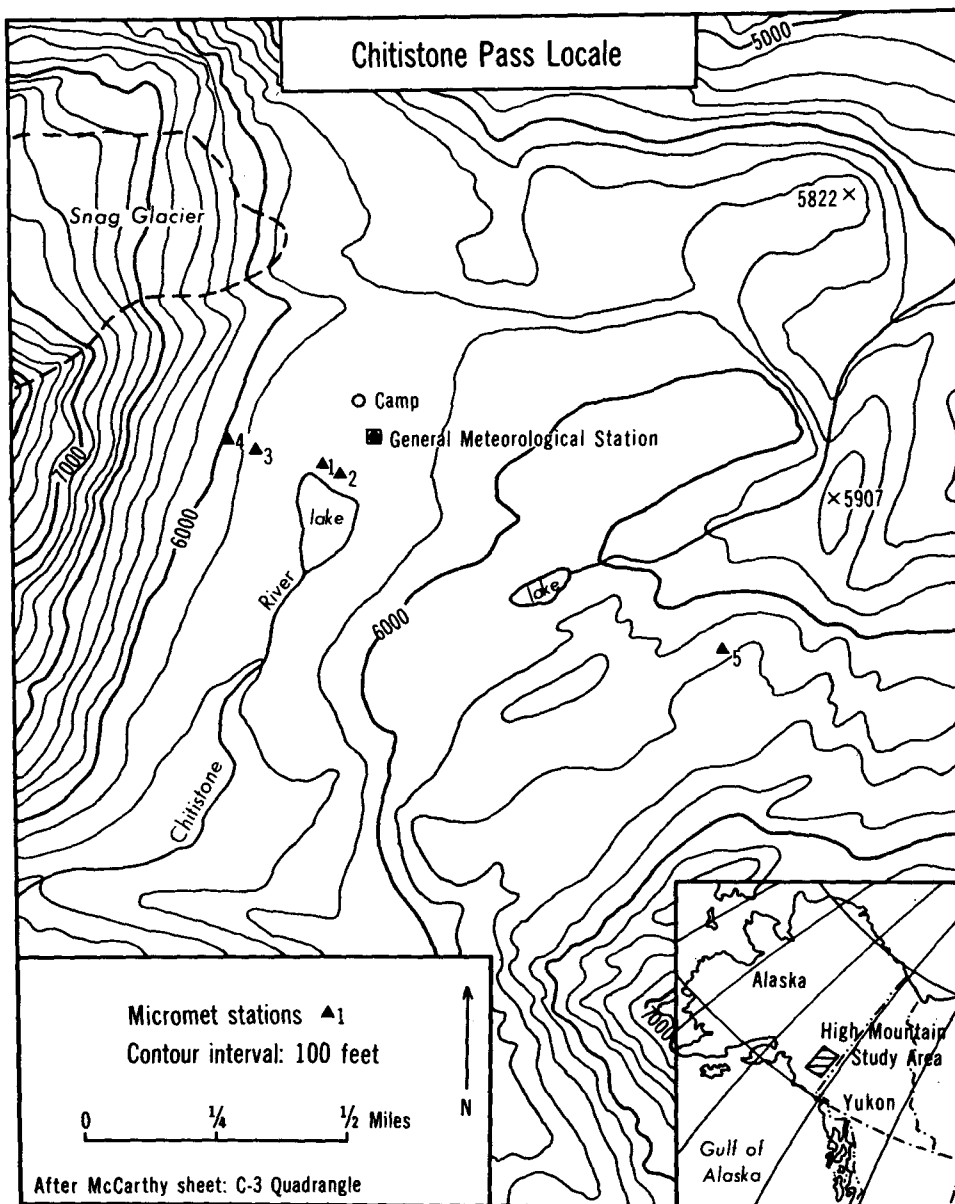 Chitistone Pass Locale
5000
Snag Glacier
5822
Camp
General Meteorological Station
4
3
1
2
7000
6000
lake
5907
River
6000
lake
5
Chitistone
7000
Micromet stations 1
Contour interval: 100 feet
N
0 1/4 1/2 Miles
After McCarthy sheet: C-3 Quadrangle
Alaska
High Mountain
Study Area
Yukon
Gulf of
Alaska